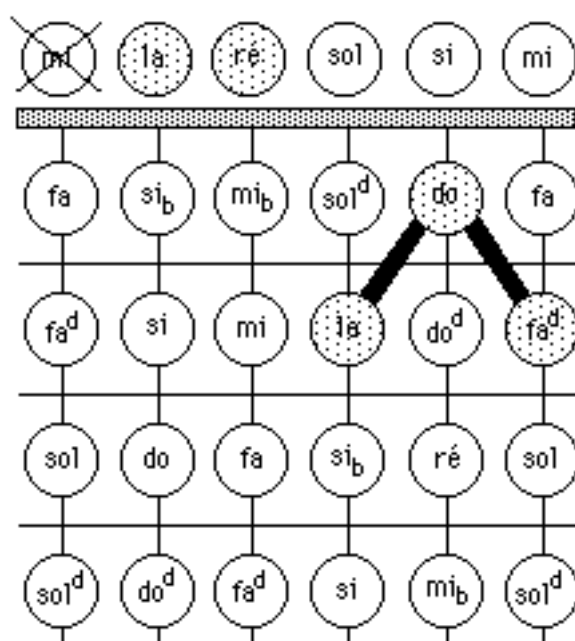 mi la ré sol si mi
fa si♭ mi♭ sol^d do fa
fa^d si mi la do^d fa^d
sol do fa si♭ ré sol
sol^d do^d fa^d si mi♭ sol^d